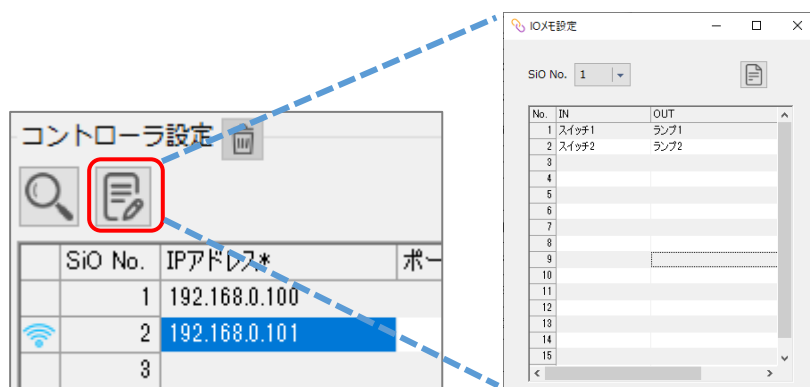 コントローラ設定
SiO No. IPアドレス* ポー
1 192.168.0.100
2 192.168.0.101
3
IOメモ設定
SiO No. 1
No. IN OUT
1 スイッチ1 ランプ1
2 スイッチ2 ランプ2
3
4
5
6
7
8
9
10
11
12
13
14
15